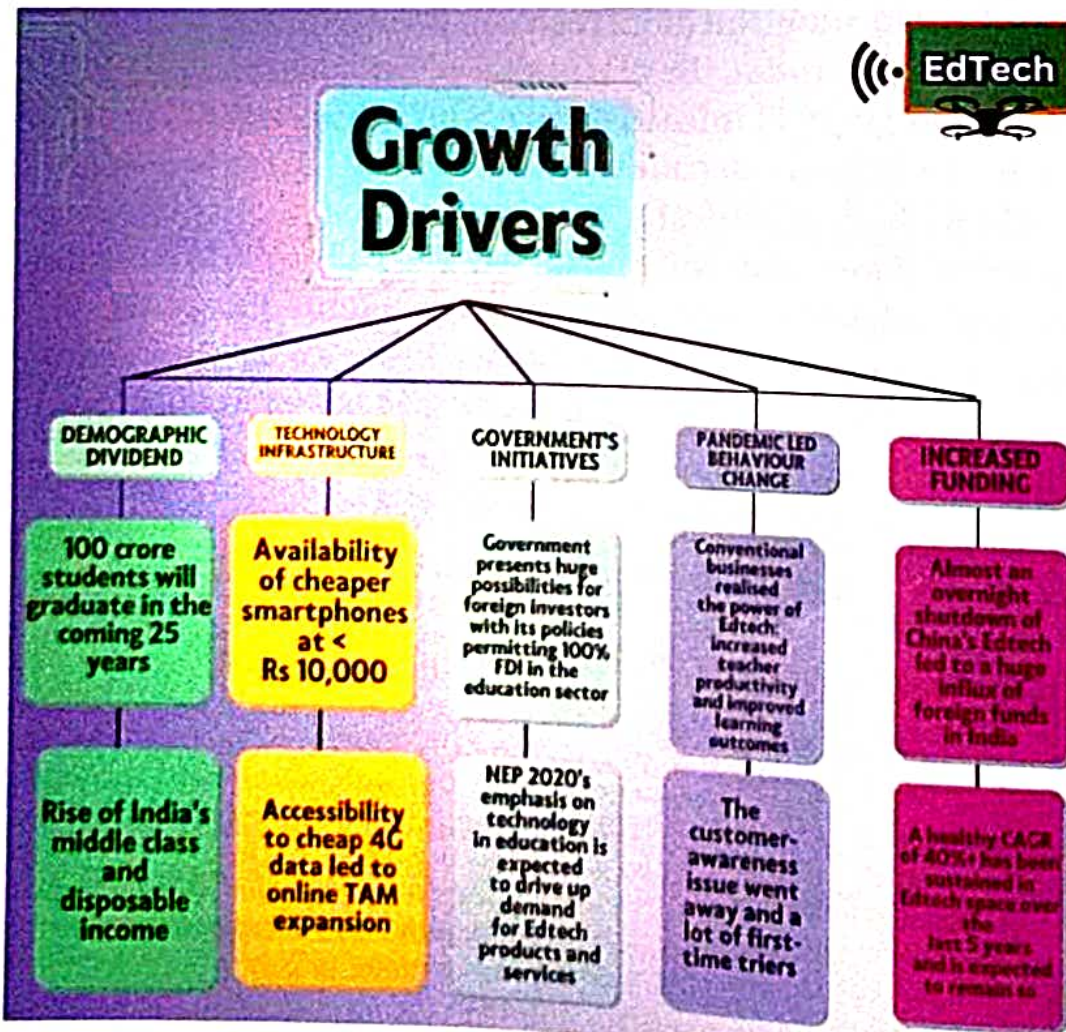 EdTech
Growth
Drivers
DEMOGRAPHIC
DIVIDEND
100 crore
students will
graduate in the
coming 25
years
Rise of India's
middle class
and
disposable
income
TECHNOLOGY
INFRASTRUCTURE
Availability
of cheaper
smartphones
at <
Rs 10,000
Accessibility
to cheap 4G
data led to
online TAM
expansion
GOVERNMENT'S
INITIATIVES
Government
presents huge
possibilities for
foreign investors
with its policies
permitting 100%
FDI in the
education sector
NEP 2020's
emphasis on
technology
in education is
expected
to drive up
demand
for Edtech
products and
services
PANDEMIC LED
BEHAVIOUR
CHANGE
Conventional
businesses
realised
the power of
Edtech:
increased
teacher
productivity
and improved
learning
outcomes
The
customer-
awareness
issue went
away and a
lot of first-
time triers
INCREASED
FUNDING
Almost an
overnight
shutdown of
China's Edtech
led to a huge
influx of
foreign funds
in India
A healthy CAGR
of 40%+ has been
sustained in
Edtech space over
the
last 5 years
and is expected
to remain so